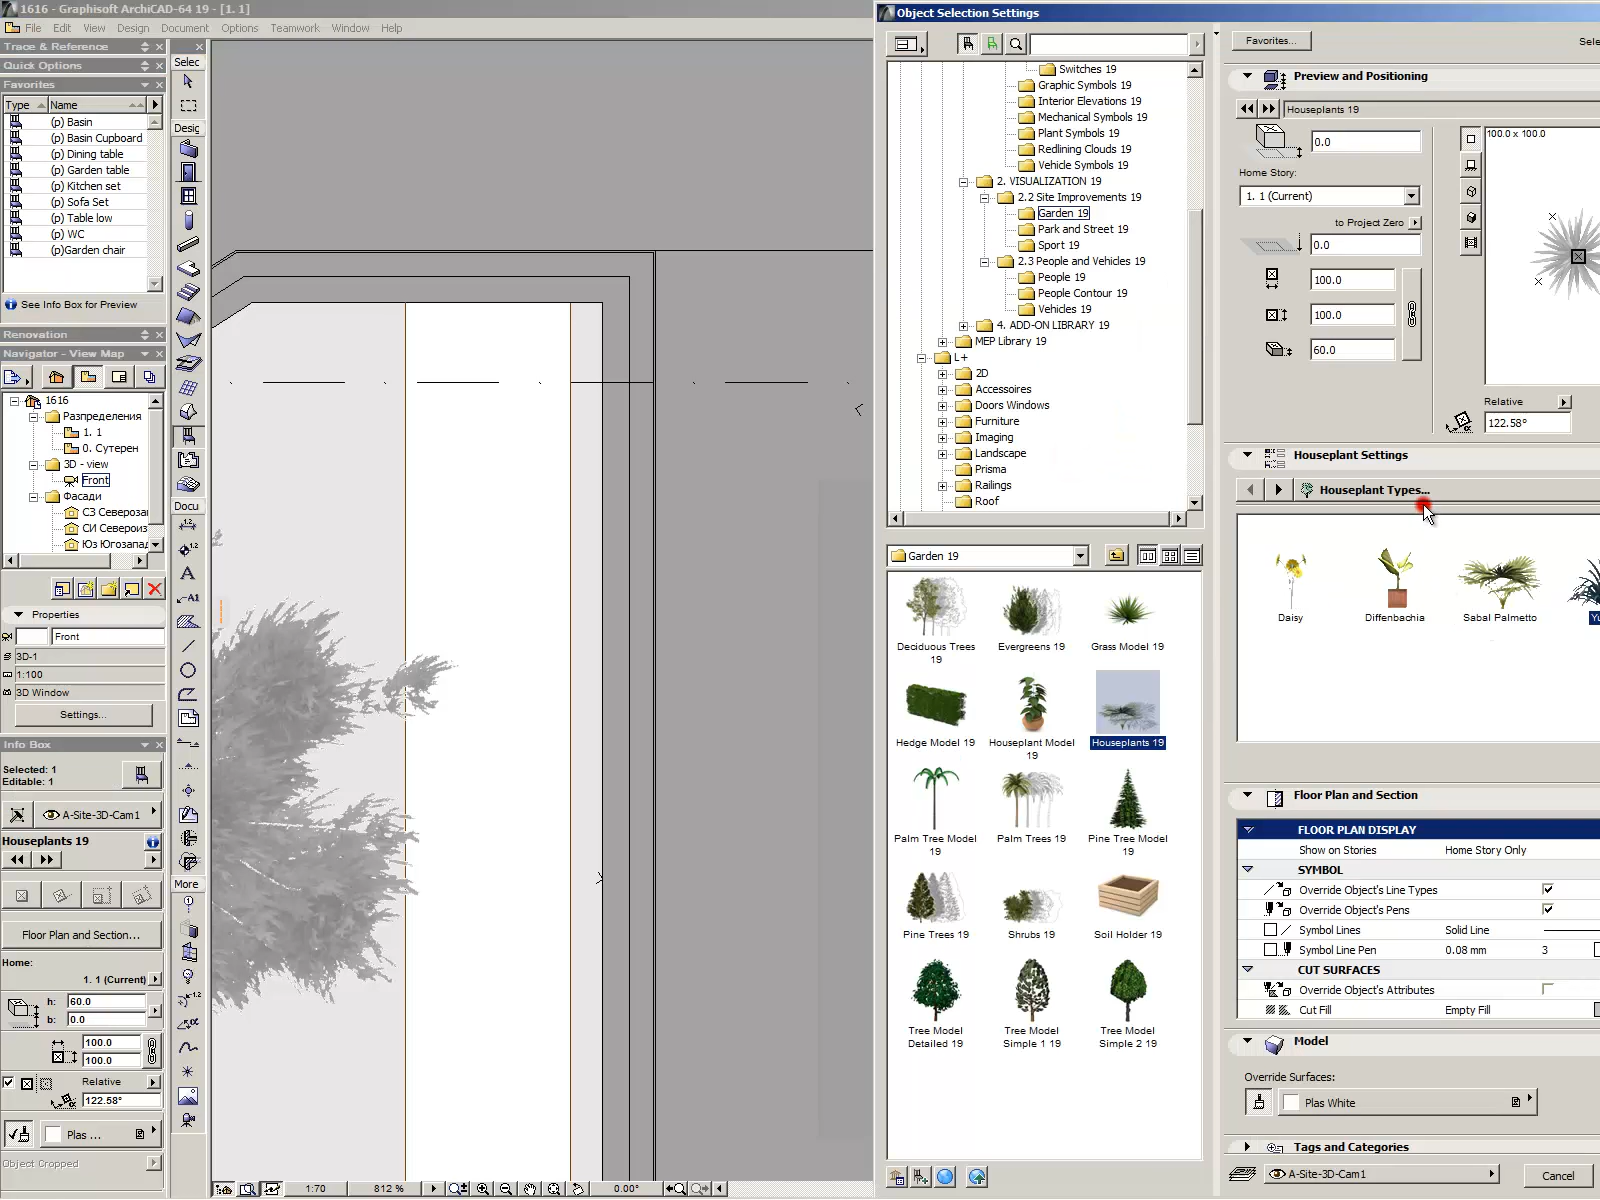 1616 - Graphisoft ArchiCAD-64 19 - [1. 1]
File Edit View Design Document Options Teamwork Window Help
Trace & Reference
Quick Options
Favorites
Type Name
(p) Basin
(p) Basin Cupboard
(p) Dining table
(p) Garden table
(p) Kitchen set
(p) Sofa Set
(p) Table low
(p) WC
(p)Garden chair
See Info Box for Preview
Renovation
Navigator - View Map
1616
Разпределения
1. 1
0. Сутерен
3D - view
Front
Фасади
СЗ Северозап
СИ Североиз
Юз Югозапад
Properties
Front
3D-1
1:100
3D Window
Settings...
Info Box
Selected: 1
Editable: 1
A-Site-3D-Cam1
Houseplants 19
Floor Plan and Section...
Home:
1. 1 (Current)
h: 60.0
b: 0.0
100.0
100.0
Relative
122.58°
Plas ...
Object Cropped
Selec
Desig
Docu
More
1:70
812 %
0.00°
Object Selection Settings
Switches 19
Graphic Symbols 19
Interior Elevations 19
Mechanical Symbols 19
Plant Symbols 19
Redlining Clouds 19
Vehicle Symbols 19
2. VISUALIZATION 19
2.2 Site Improvements 19
Garden 19
Park and Street 19
Sport 19
2.3 People and Vehicles 19
People 19
People Contour 19
Vehicles 19
4. ADD-ON LIBRARY 19
MEP Library 19
L+
2D
Accessoires
Doors Windows
Furniture
Imaging
Landscape
Prisma
Railings
Roof
Garden 19
Deciduous Trees 19
Evergreens 19
Grass Model 19
Hedge Model 19
Houseplant Model 19
Houseplants 19
Palm Tree Model 19
Palm Trees 19
Pine Tree Model 19
Pine Trees 19
Shrubs 19
Soil Holder 19
Tree Model Detailed 19
Tree Model Simple 1 19
Tree Model Simple 2 19
Favorites...
Sele
Preview and Positioning
Houseplants 19
0.0
100.0 x 100.0
Home Story:
1. 1 (Current)
to Project Zero
0.0
100.0
100.0
60.0
Relative
122.58°
Houseplant Settings
Houseplant Types...
Daisy
Diffenbachia
Sabal Palmetto
Floor Plan and Section
FLOOR PLAN DISPLAY
Show on Stories Home Story Only
SYMBOL
Override Object's Line Types
Override Object's Pens
Symbol Lines Solid Line
Symbol Line Pen 0.08 mm 3
CUT SURFACES
Override Object's Attributes
Cut Fill Empty Fill
Model
Override Surfaces:
Plas White
Tags and Categories
A-Site-3D-Cam1
Cancel